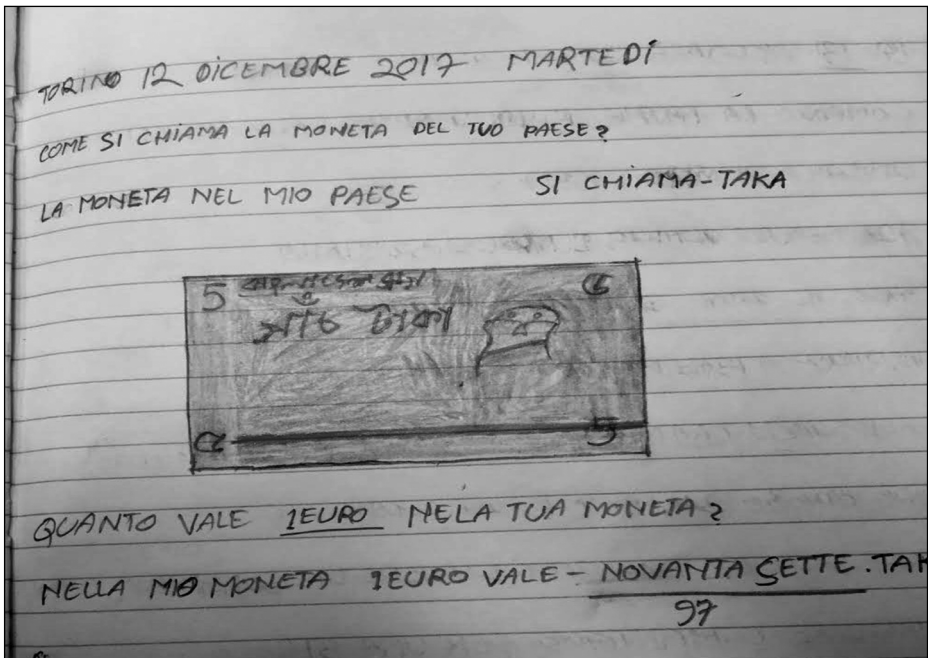 TORINO 12 DICEMBRE 2017 MARTEDÍ
COME SI CHIAMA LA MONETA DEL TUO PAESE?
LA MONETA NEL MIO PAESE SI CHIAMA-TAKA
5
5
QUANTO VALE 1EURO NELA TUA MONETA?
NELLA MIO MONETA 1EURO VALE - NOVANTA SETTE .TAK
97